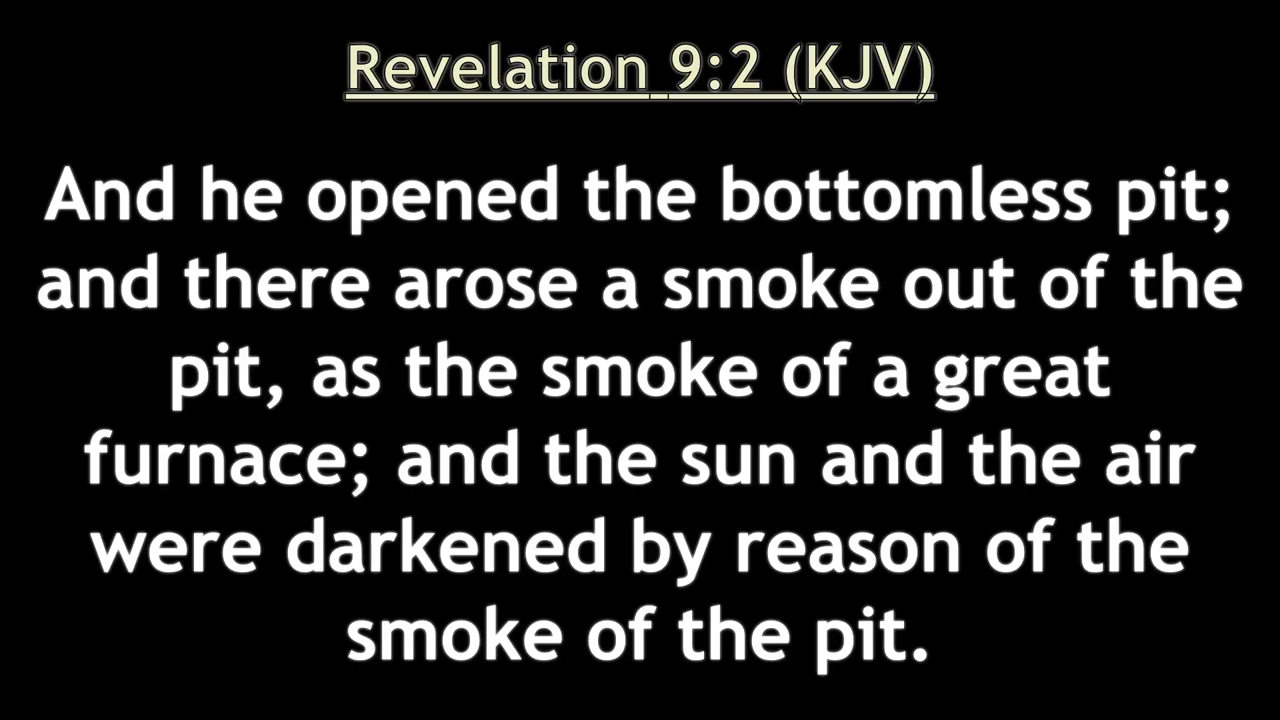 Revelation 9:2 (KJV)
And he opened the bottomless pit;
and there arose a smoke out of the
pit, as the smoke of a great
furnace; and the sun and the air
were darkened by reason of the
smoke of the pit.